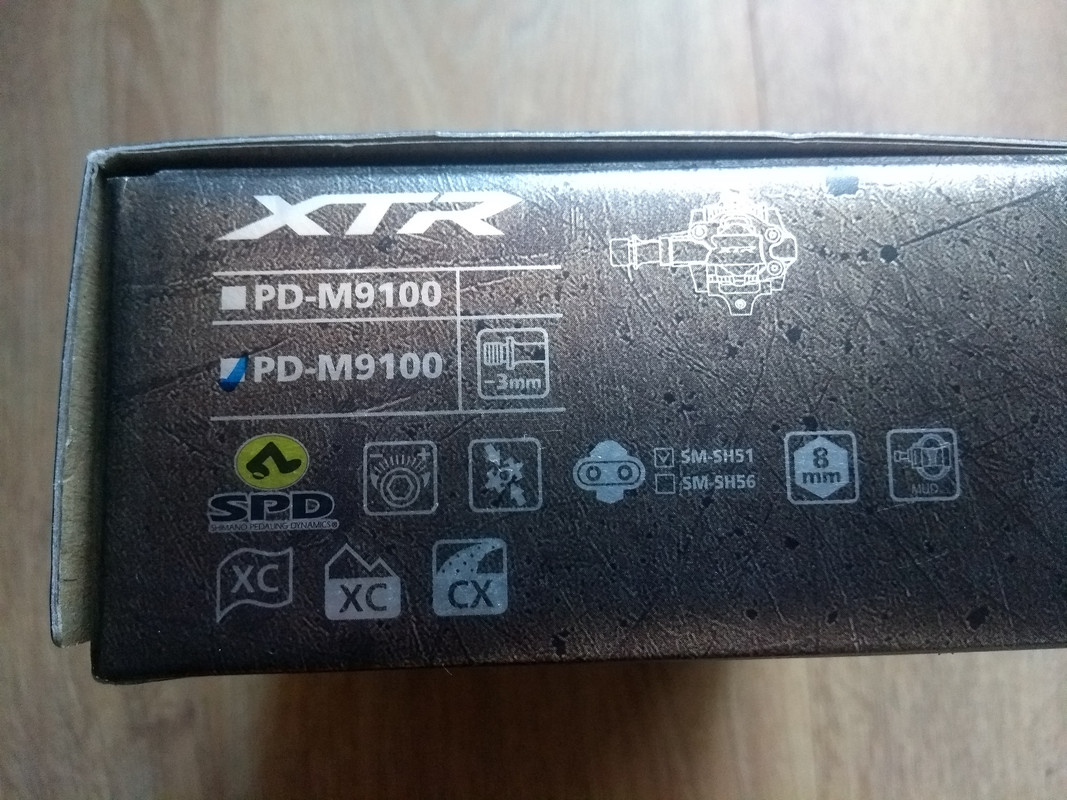 XTR
PD-M9100
PD-M9100
-3mm
- +
SM-SH51
SM-SH56
8
mm
MUD
SPD
SHIMANO PEDALING DYNAMICS®
XC
XC
CX